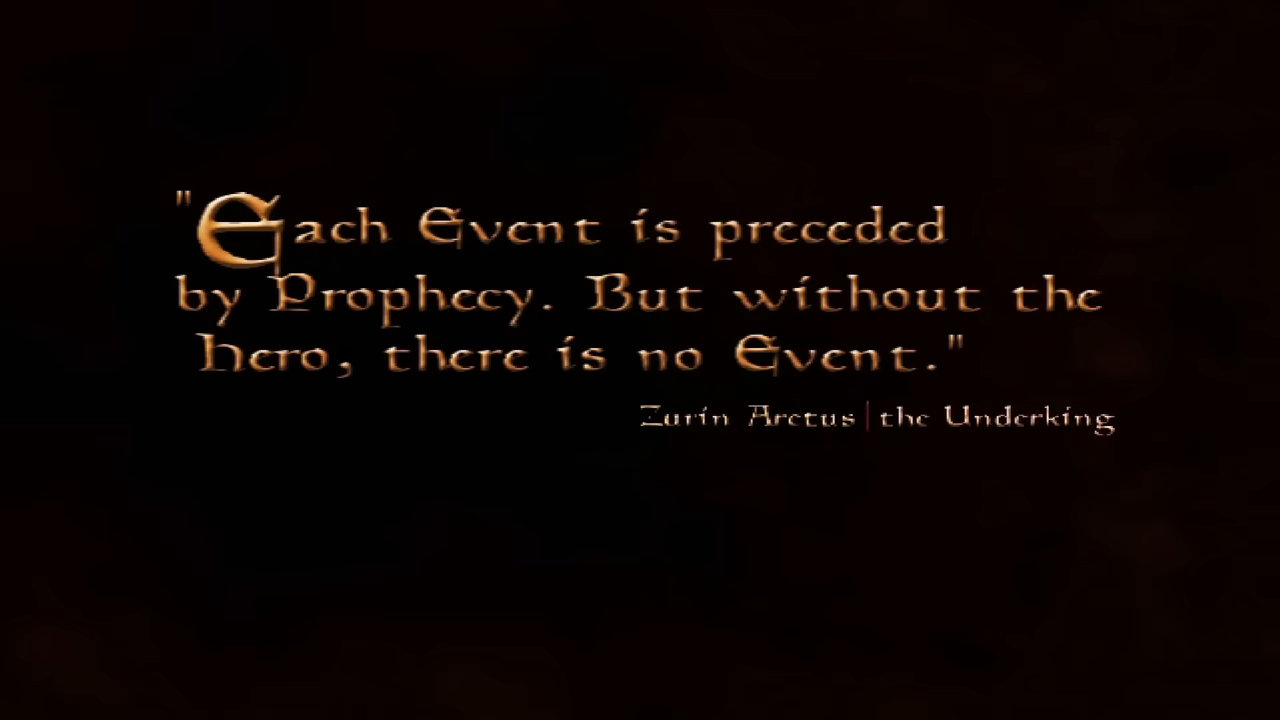 "Each Event is preceded
by Prophecy. But without the
hero, there is no Event."
Zurin Arctus | the Underking